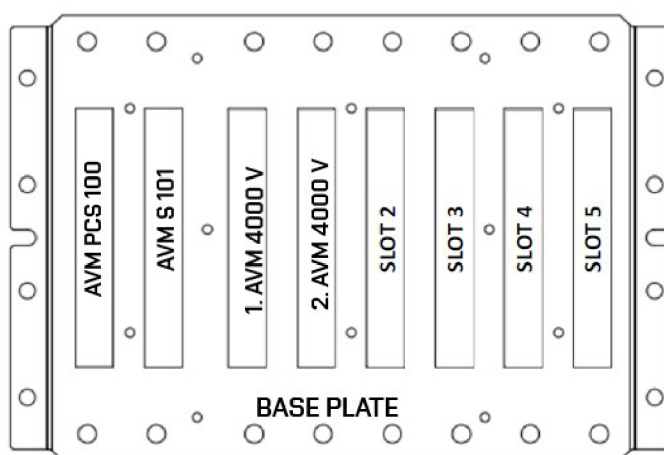 AVM PCS 100
AVM S 101
1. AVM 4000 V
2. AVM 4000 V
SLOT 2
SLOT 3
SLOT 4
SLOT 5
BASE PLATE